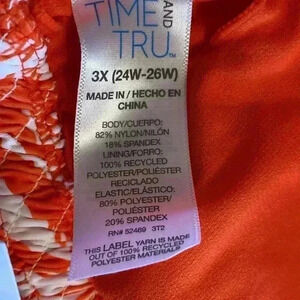 TIME AND
TRU™
3X (24W-26W)
MADE IN / HECHO EN
CHINA
BODY/CUERPO:
82% NYLON/NILÓN
18% SPANDEX
LINING/FORRO:
100% RECYCLED
POLYESTER/POLIÉSTER
RECICLADO
ELASTIC/ELÁSTICO:
80% POLYESTER/
POLIÉSTER
20% SPANDEX
RN# 52469 3T2
THIS LABEL YARN IS MADE
OUT OF 100% RECYCLED
POLYESTER MATERIALS